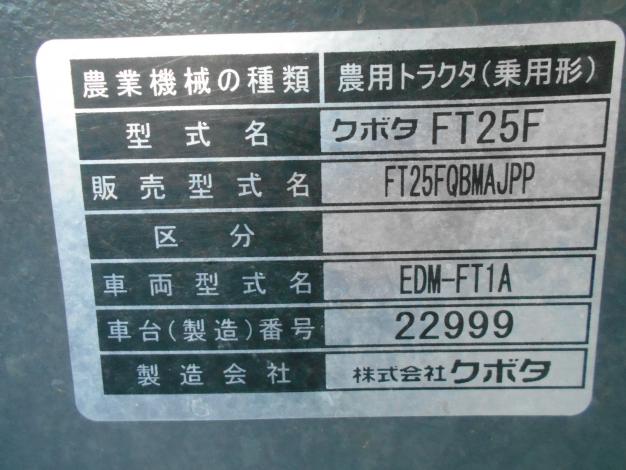 農業機械の種類 農用トラクタ(乗用形)
型式名 クボタ FT25F
販売型式名 FT25FQBMAJPP
区分
車両型式名 EDM-FT1A
車台(製造)番号 22999
製造会社 株式会社クボタ